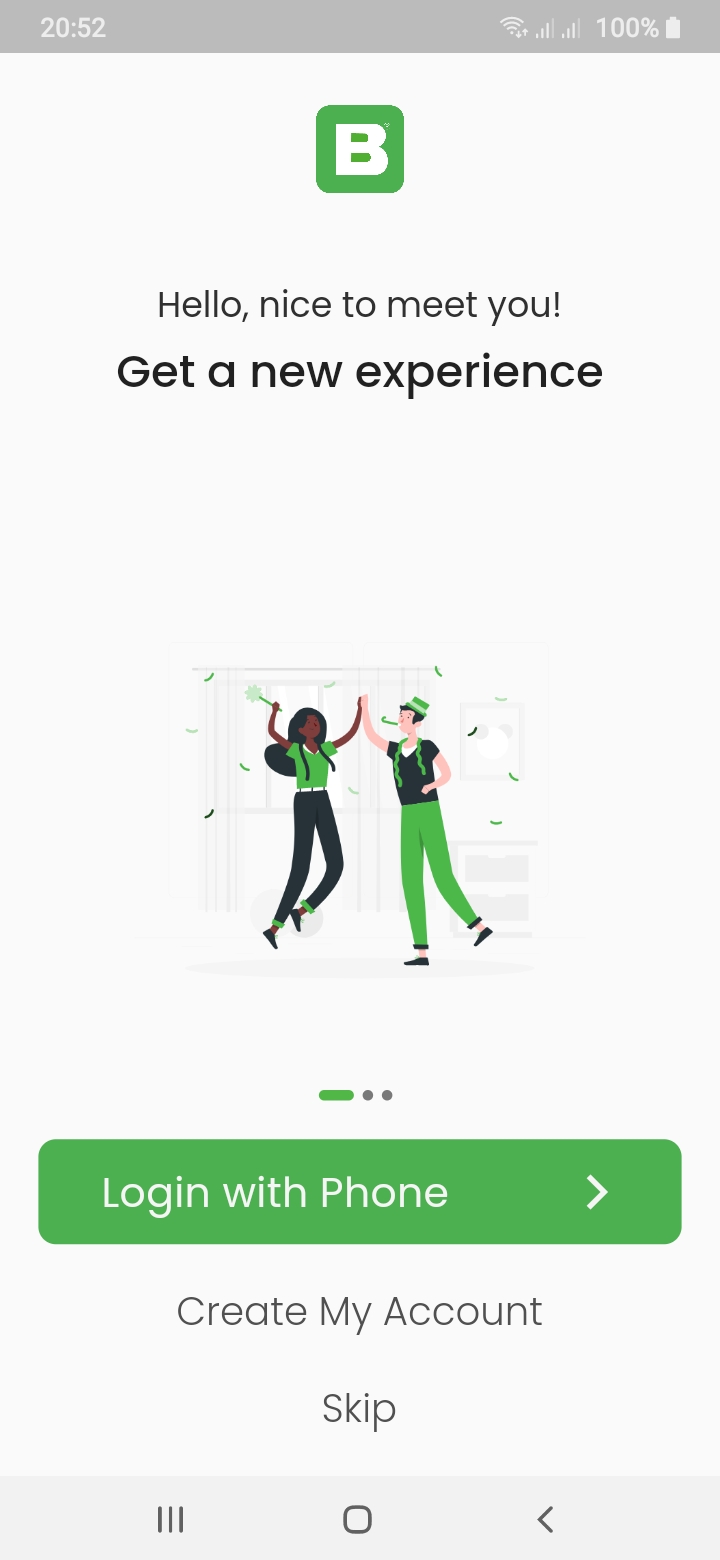 20:52
100%
B
Hello, nice to meet you!
Get a new experience
Login with Phone
Create My Account
Skip